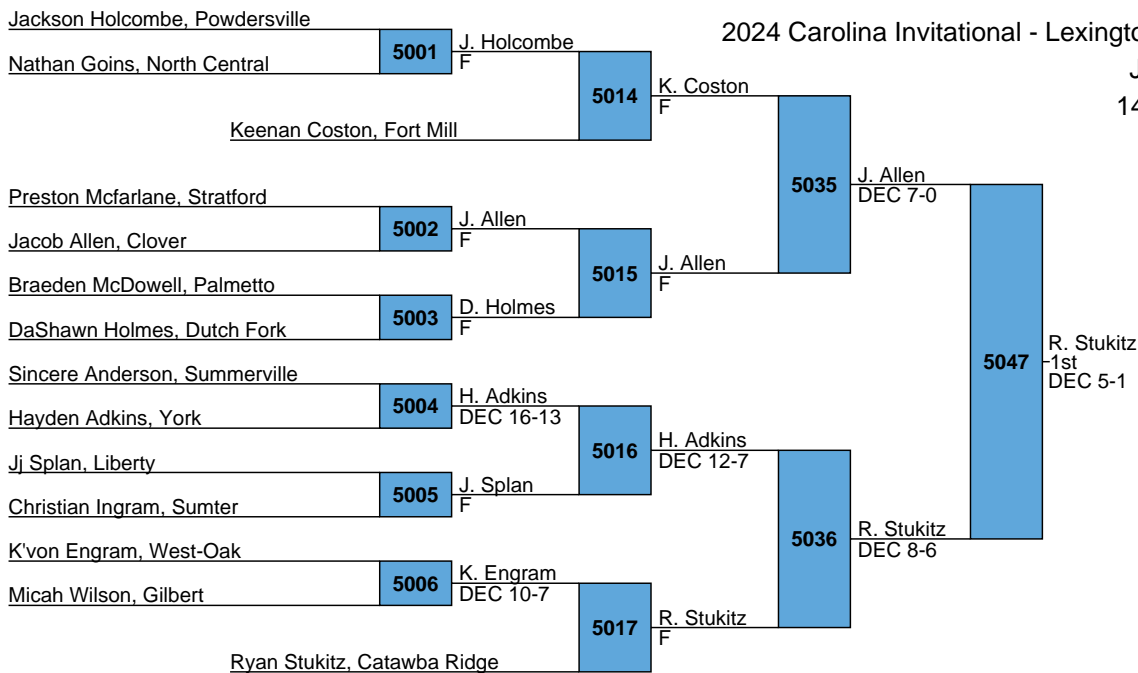 2024 Carolina Invitational - Lexingto
J
14
Jackson Holcombe, Powdersville
5001
Nathan Goins, North Central
J. Holcombe
F
5014
Keenan Coston, Fort Mill
K. Coston
F
Preston Mcfarlane, Stratford
5002
Jacob Allen, Clover
J. Allen
F
5015
Braeden McDowell, Palmetto
5003
DaShawn Holmes, Dutch Fork
D. Holmes
F
J. Allen
F
5035
J. Allen
DEC 7-0
Sincere Anderson, Summerville
5004
Hayden Adkins, York
H. Adkins
DEC 16-13
5016
Jj Splan, Liberty
5005
Christian Ingram, Sumter
J. Splan
F
H. Adkins
DEC 12-7
K'von Engram, West-Oak
5006
Micah Wilson, Gilbert
K. Engram
DEC 10-7
5017
Ryan Stukitz, Catawba Ridge
R. Stukitz
F
5036
R. Stukitz
DEC 8-6
5047
R. Stukitz
1st
DEC 5-1